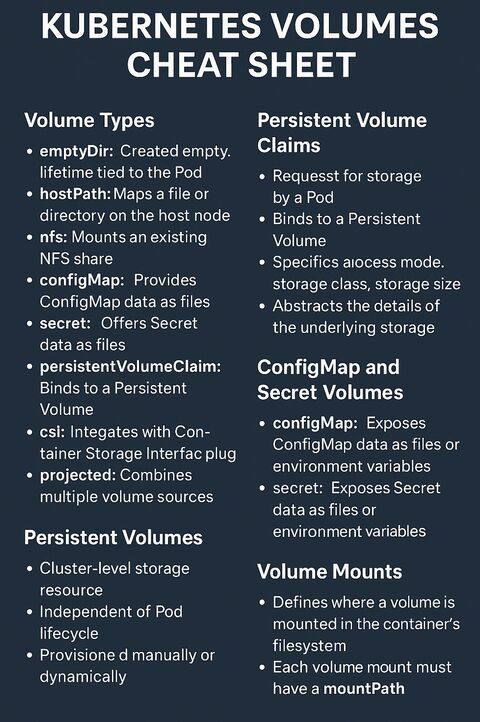 KUBERNETES VOLUMES
CHEAT SHEET
Volume Types
• emptyDir: Created empty.
lifetime tied to the Pod
• hostPath: Maps a file or
directory on the host node
• nfs: Mounts an existing
NFS share
• configMap: Provides
ConfigMap data as files
• secret: Offers Secret
data as files
• persistentVolumeClaim:
Binds to a Persistent
Volume
• csi: Integates with Con-
tainer Storage Interfac plug
• projected: Combines
multiple volume sources
Persistent Volumes
• Cluster-level storage
resource
• Independent of Pod
lifecycle
• Provisione d manually or
dynamically
Persistent Volume
Claims
• Requesst for storage
by a Pod
• Binds to a Persistent
Volume
• Specifics aıocess mode.
storage class, storage size
• Abstracts the details of
the underlying storage
ConfigMap and
Secret Volumes
• configMap: Exposes
ConfigMap data as files or
environment variables
• secret: Exposes Secret
data as files or
environment variables
Volume Mounts
• Defines where a volume is
mounted in the container's
filesystem
• Each volume mount must
have a mountPath